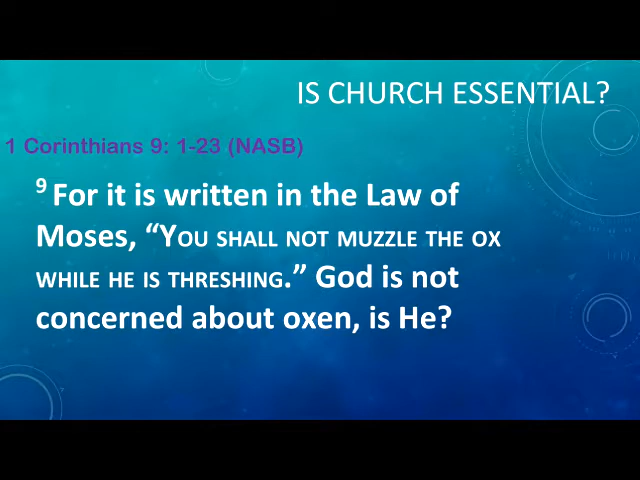 IS CHURCH ESSENTIAL?
1 Corinthians 9: 1-23 (NASB)
9 For it is written in the Law of
Moses, “YOU SHALL NOT MUZZLE THE OX
WHILE HE IS THRESHING.” God is not
concerned about oxen, is He?